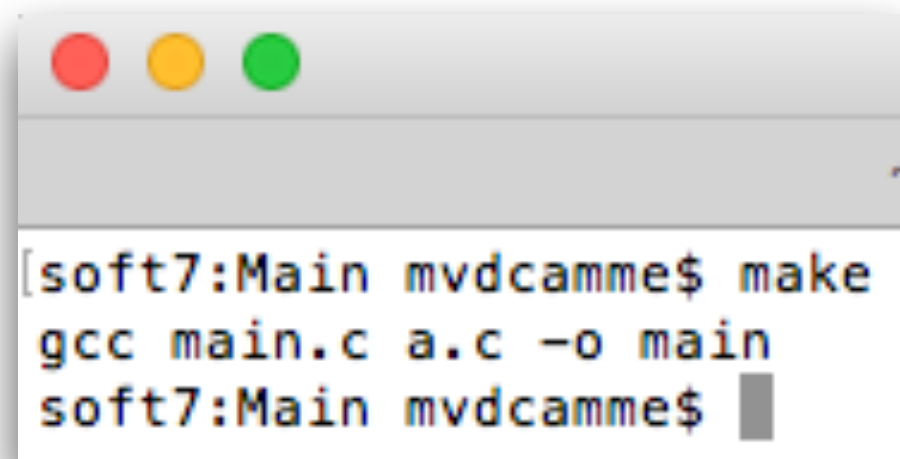 [soft7:Main mvdcamme$ make
gcc main.c a.c -o main
soft7:Main mvdcamme$